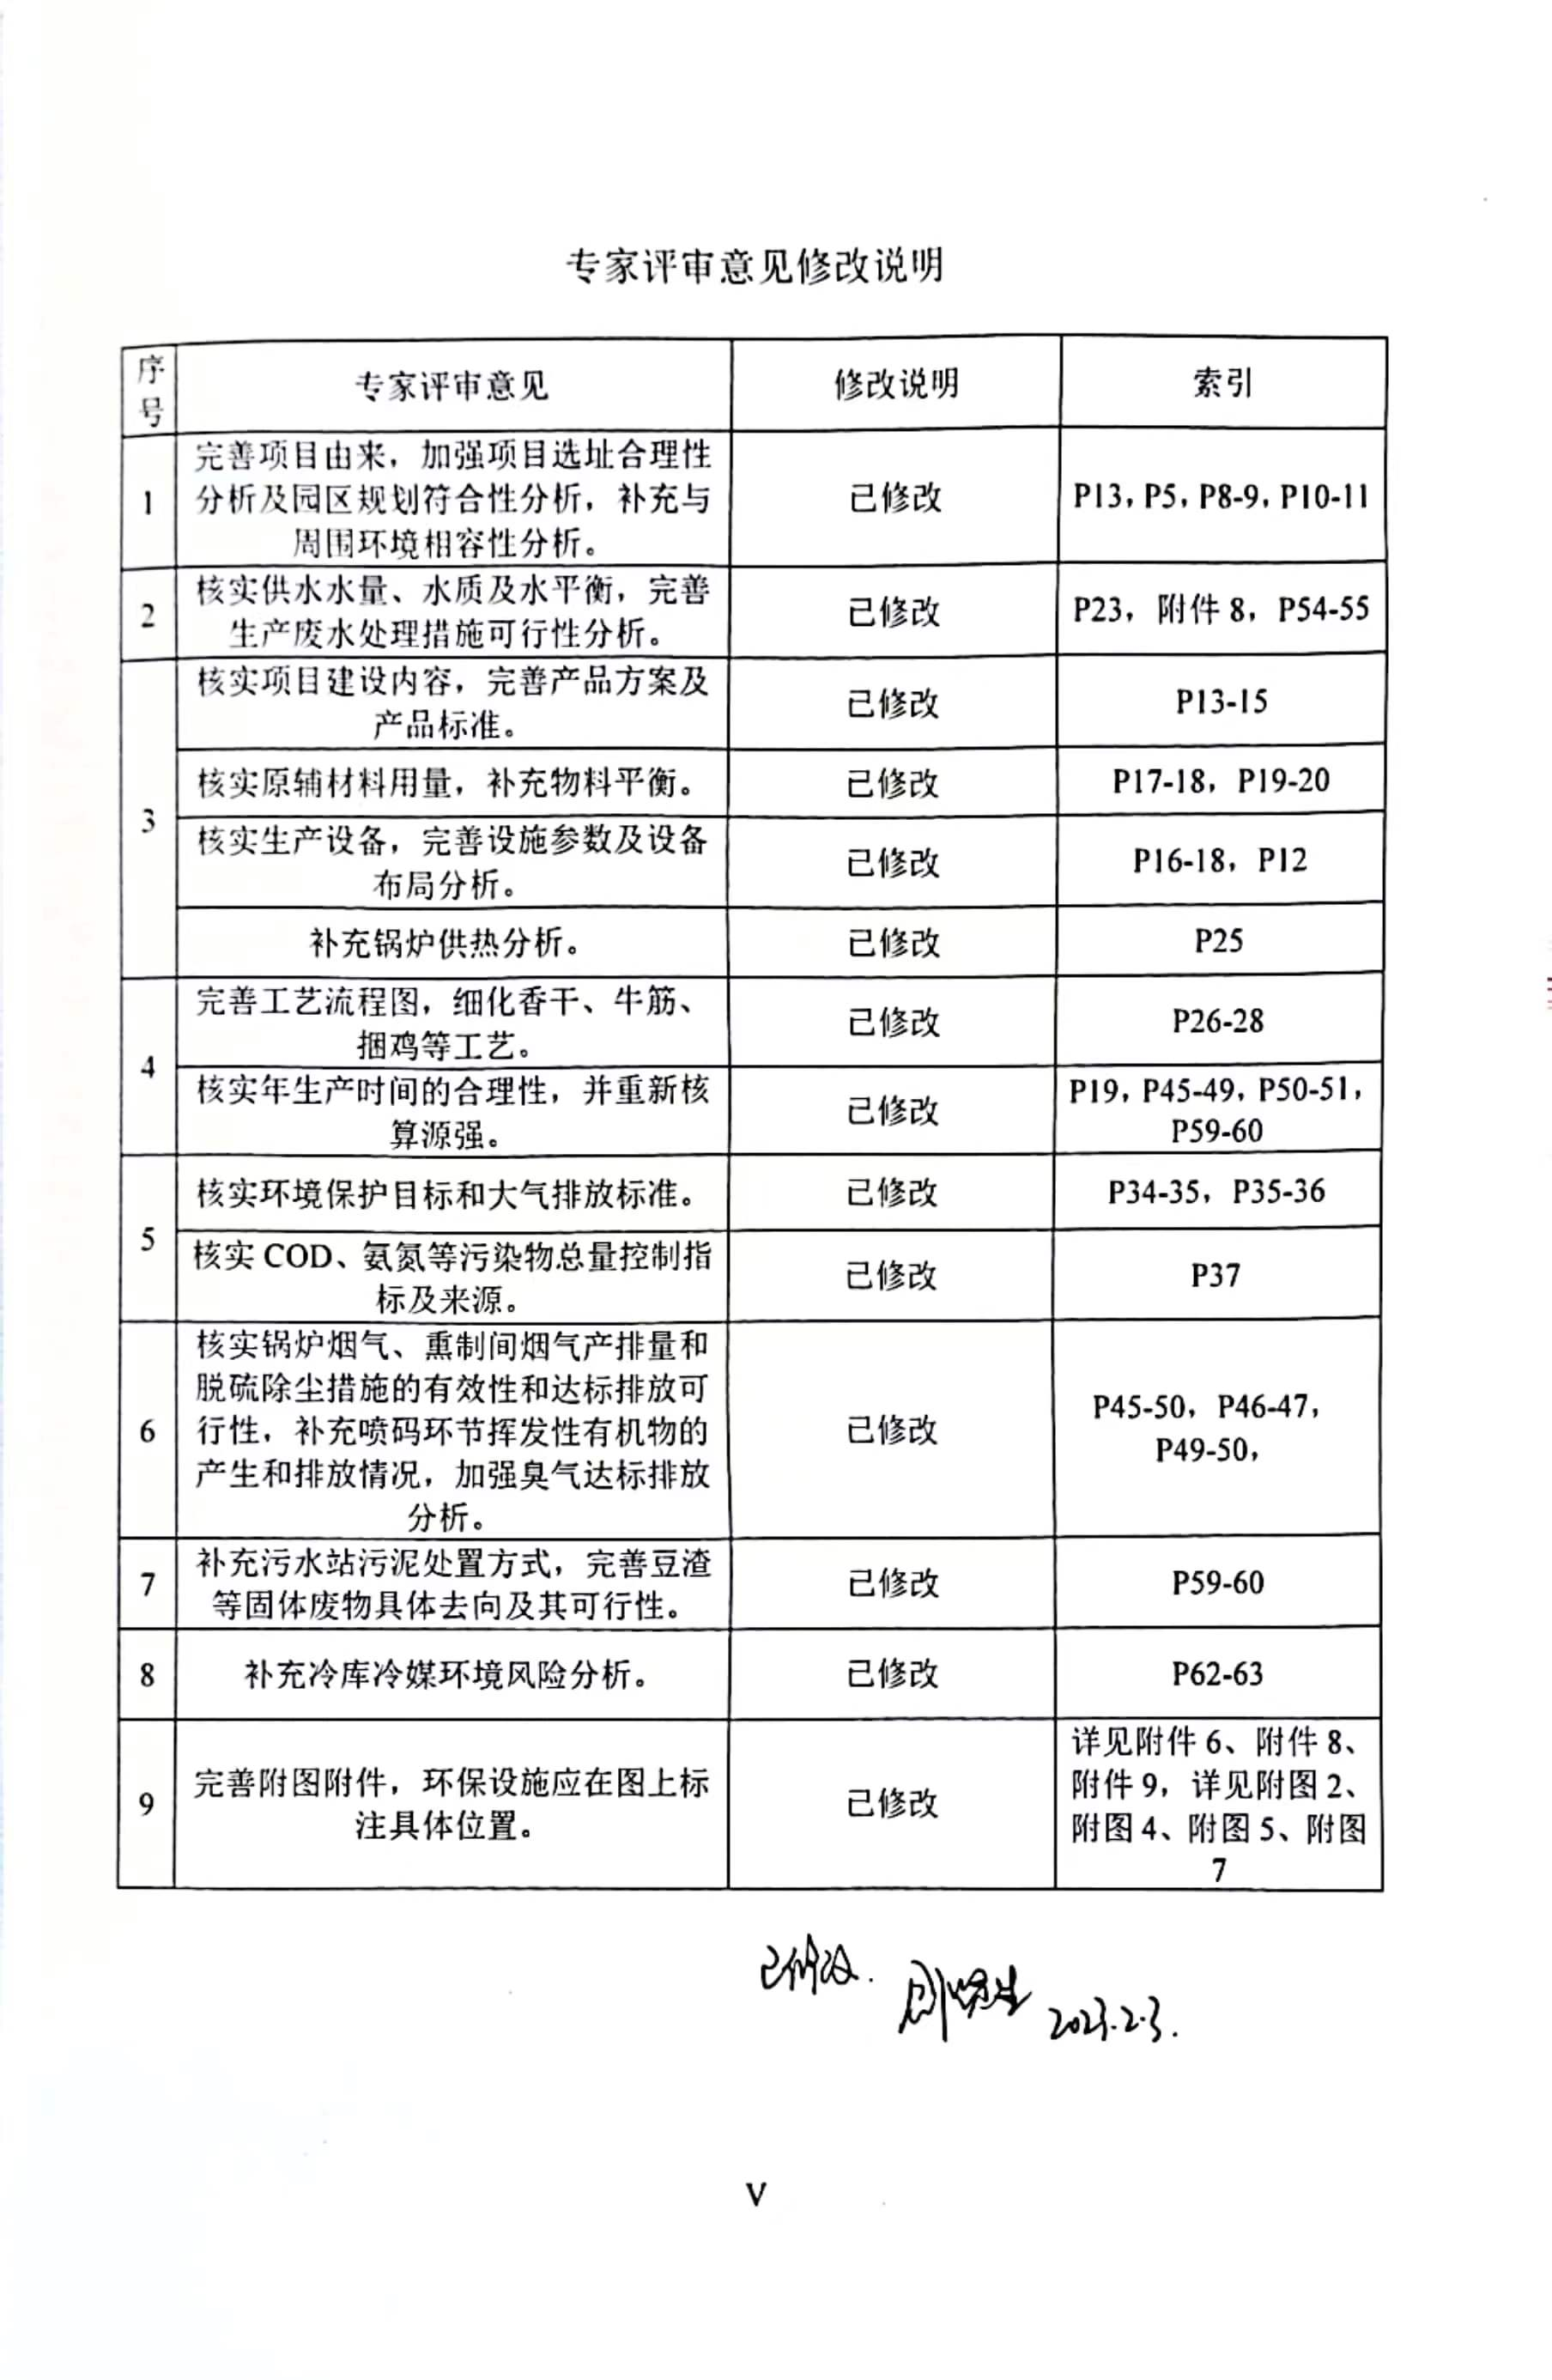 专家评审意见修改说明
序
号
专家评审意见
修改说明
索引
1
完善项目由来，加强项目选址合理性
分析及园区规划符合性分析，补充与
周围环境相容性分析。
已修改
P13，P5，P8-9，P10-11
2
核实供水水量、水质及水平衡，完善
生产废水处理措施可行性分析。
已修改
P23，附件 8，P54-55
3
核实项目建设内容，完善产品方案及
产品标准。
已修改
P13-15
核实原辅材料用量，补充物料平衡。
已修改
P17-18，P19-20
核实生产设备，完善设施参数及设备
布局分析。
已修改
P16-18，P12
补充锅炉供热分析。
已修改
P25
4
完善工艺流程图，细化香干、牛筋、
捆鸡等工艺。
已修改
P26-28
核实年生产时间的合理性，并重新核
算源强。
已修改
P19，P45-49，P50-51，
P59-60
5
核实环境保护目标和大气排放标准。
已修改
P34-35，P35-36
核实 COD、氨氮等污染物总量控制指
标及来源。
已修改
P37
6
核实锅炉烟气、熏制间烟气产排量和
脱硫除尘措施的有效性和达标排放可
行性，补充喷码环节挥发性有机物的
产生和排放情况，加强臭气达标排放
分析。
已修改
P45-50，P46-47，
P49-50，
7
补充污水站污泥处置方式，完善豆渣
等固体废物具体去向及其可行性。
已修改
P59-60
8
补充冷库冷媒环境风险分析。
已修改
P62-63
9
完善附图附件，环保设施应在图上标
注具体位置。
已修改
详见附件 6、附件 8、
附件 9，详见附图 2、
附图 4、附图 5、附图
7
已修改.
2023.2.3.
V